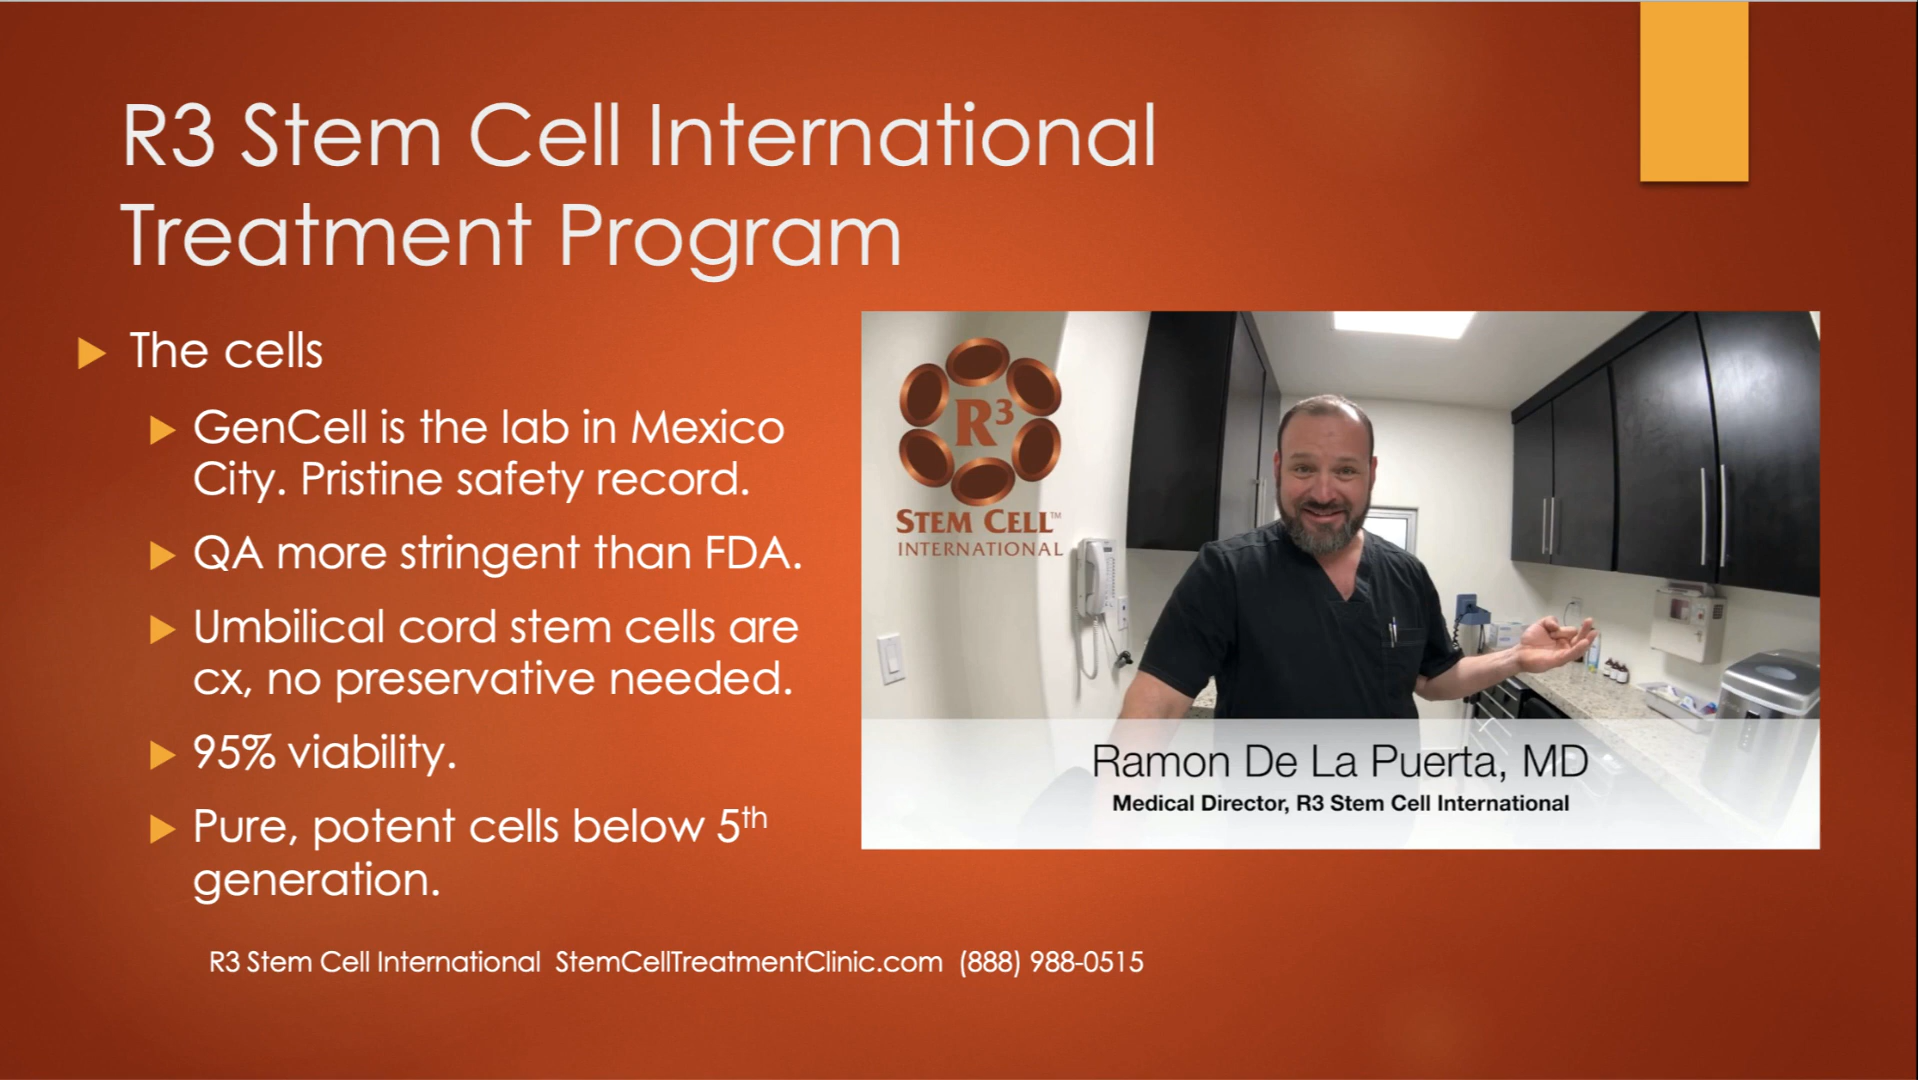 R3 Stem Cell International
Treatment Program
The cells
GenCell is the lab in Mexico
City. Pristine safety record.
QA more stringent than FDA.
Umbilical cord stem cells are
cx, no preservative needed.
95% viability.
Pure, potent cells below 5th
generation.
R3
STEM CELL™
INTERNATIONAL
Ramon De La Puerta, MD
Medical Director, R3 Stem Cell International
R3 Stem Cell International StemCellTreatmentClinic.com (888) 988-0515